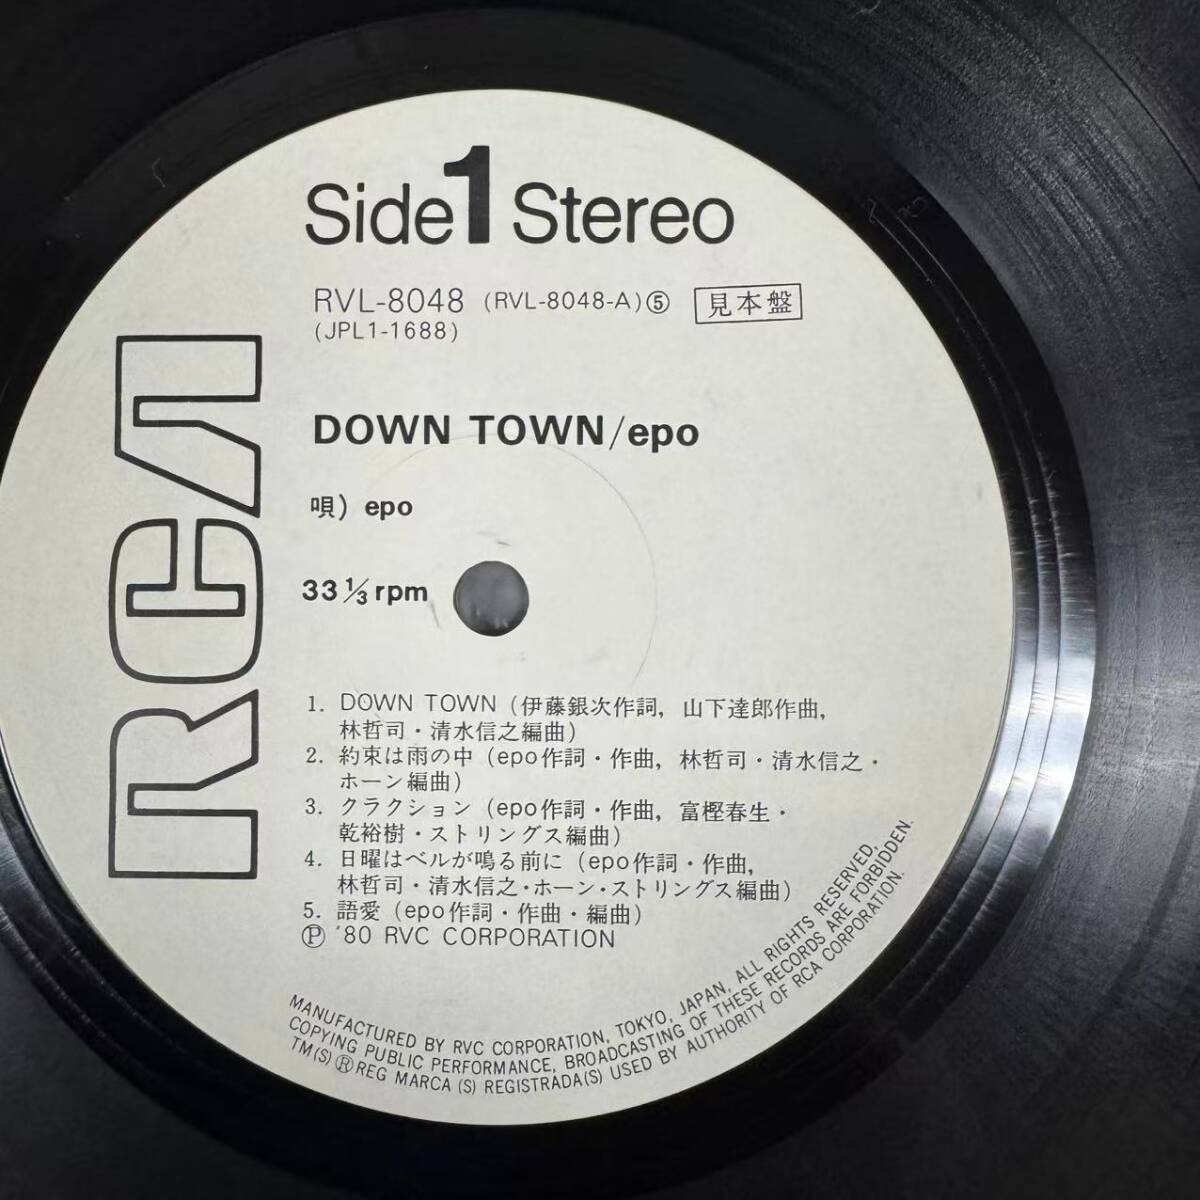 Side 1 Stereo
RVL-8048 (RVL-8048-A)⑤ 見本盤
(JPL1-1688)
RCA
DOWN TOWN/epo
唄) epo
33 1/3 rpm
1. DOWN TOWN (伊藤銀次作詞, 山下達郎作曲,
林哲司・清水信之編曲)
2. 約束は雨の中 (epo作詞・作曲, 林哲司・清水信之・
ホーン編曲)
3. クラクション (epo作詞・作曲, 富樫春生・
乾裕樹・ストリングス編曲)
4. 日曜はベルが鳴る前に (epo作詞・作曲,
林哲司・清水信之・ホーン・ストリングス編曲)
5. 語愛 (epo作詞・作曲・編曲)
Ⓟ '80 RVC CORPORATION
MANUFACTURED BY RVC CORPORATION, TOKYO, JAPAN, ALL RIGHTS RESERVED,
COPYING PUBLIC PERFORMANCE, BROADCASTING OF THESE RECORDS ARE FORBIDDEN.
TM(S) ® REG MARCA (S) REGISTRADA(S) USED BY AUTHORITY OF RCA CORPORATION.